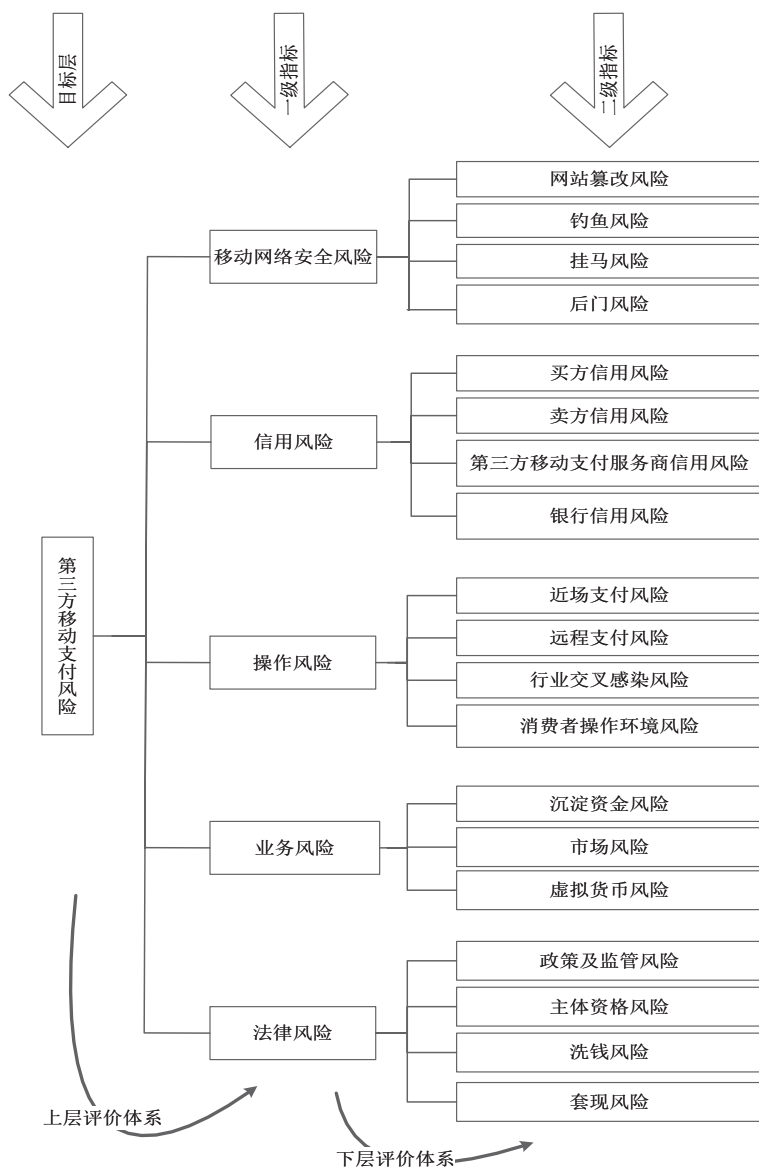 目标层
一级指标
二级指标
第三方移动支付风险
移动网络安全风险
网站篡改风险
钓鱼风险
挂马风险
后门风险
信用风险
买方信用风险
卖方信用风险
第三方移动支付服务商信用风险
银行信用风险
操作风险
近场支付风险
远程支付风险
行业交叉感染风险
消费者操作环境风险
业务风险
沉淀资金风险
市场风险
虚拟货币风险
法律风险
政策及监管风险
主体资格风险
洗钱风险
套现风险
上层评价体系
下层评价体系